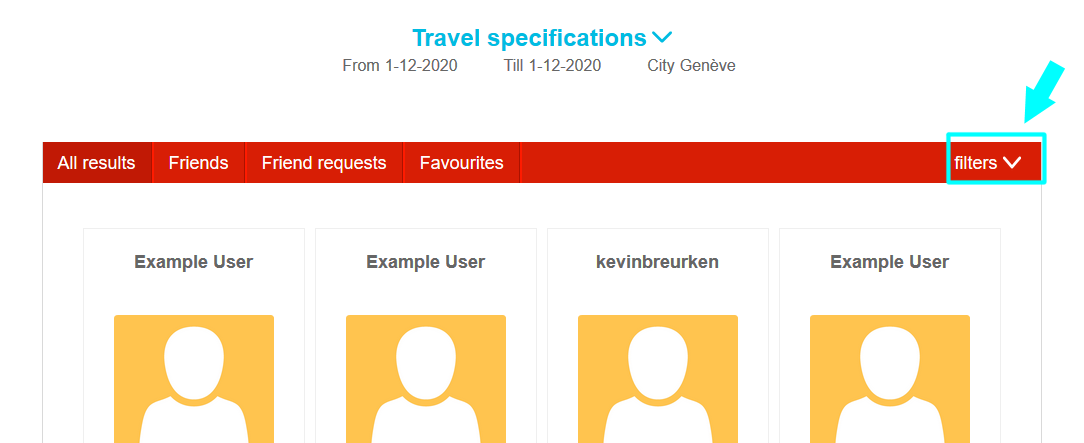 Travel specifications
From 1-12-2020 Till 1-12-2020 City Genève
All results Friends Friend requests Favourites filters
Example User Example User kevinbreurken Example User